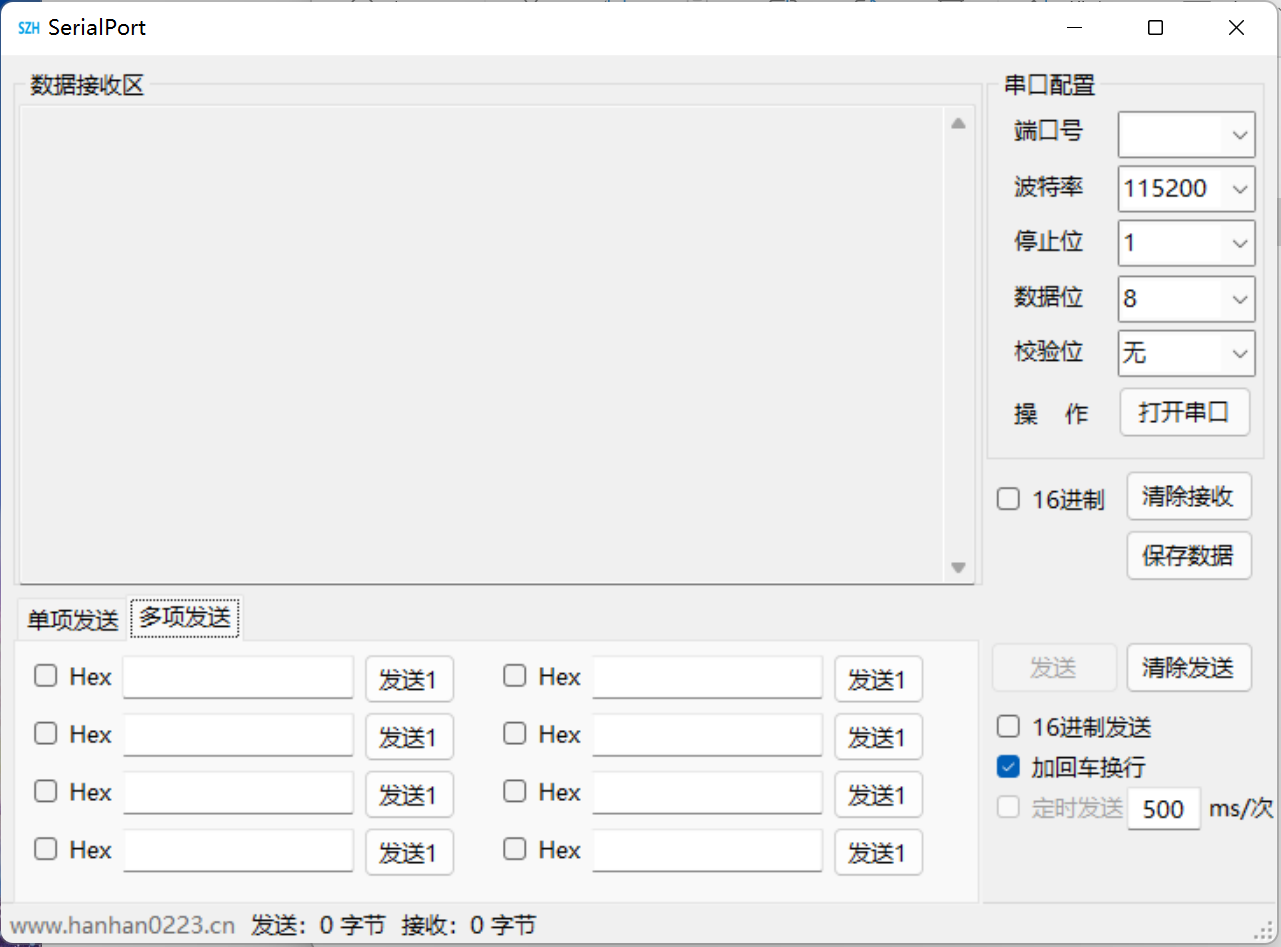 SZH SerialPort
数据接收区
串口配置
端口号
波特率 115200
停止位 1
数据位 8
校验位 无
操 作 打开串口
16进制 清除接收
保存数据
单项发送 多项发送
Hex 发送1 Hex 发送1
Hex 发送1 Hex 发送1
Hex 发送1 Hex 发送1
Hex 发送1 Hex 发送1
发送 清除发送
16进制发送
加回车换行
定时发送 500 ms/次
www.hanhan0223.cn 发送: 0 字节 接收: 0 字节